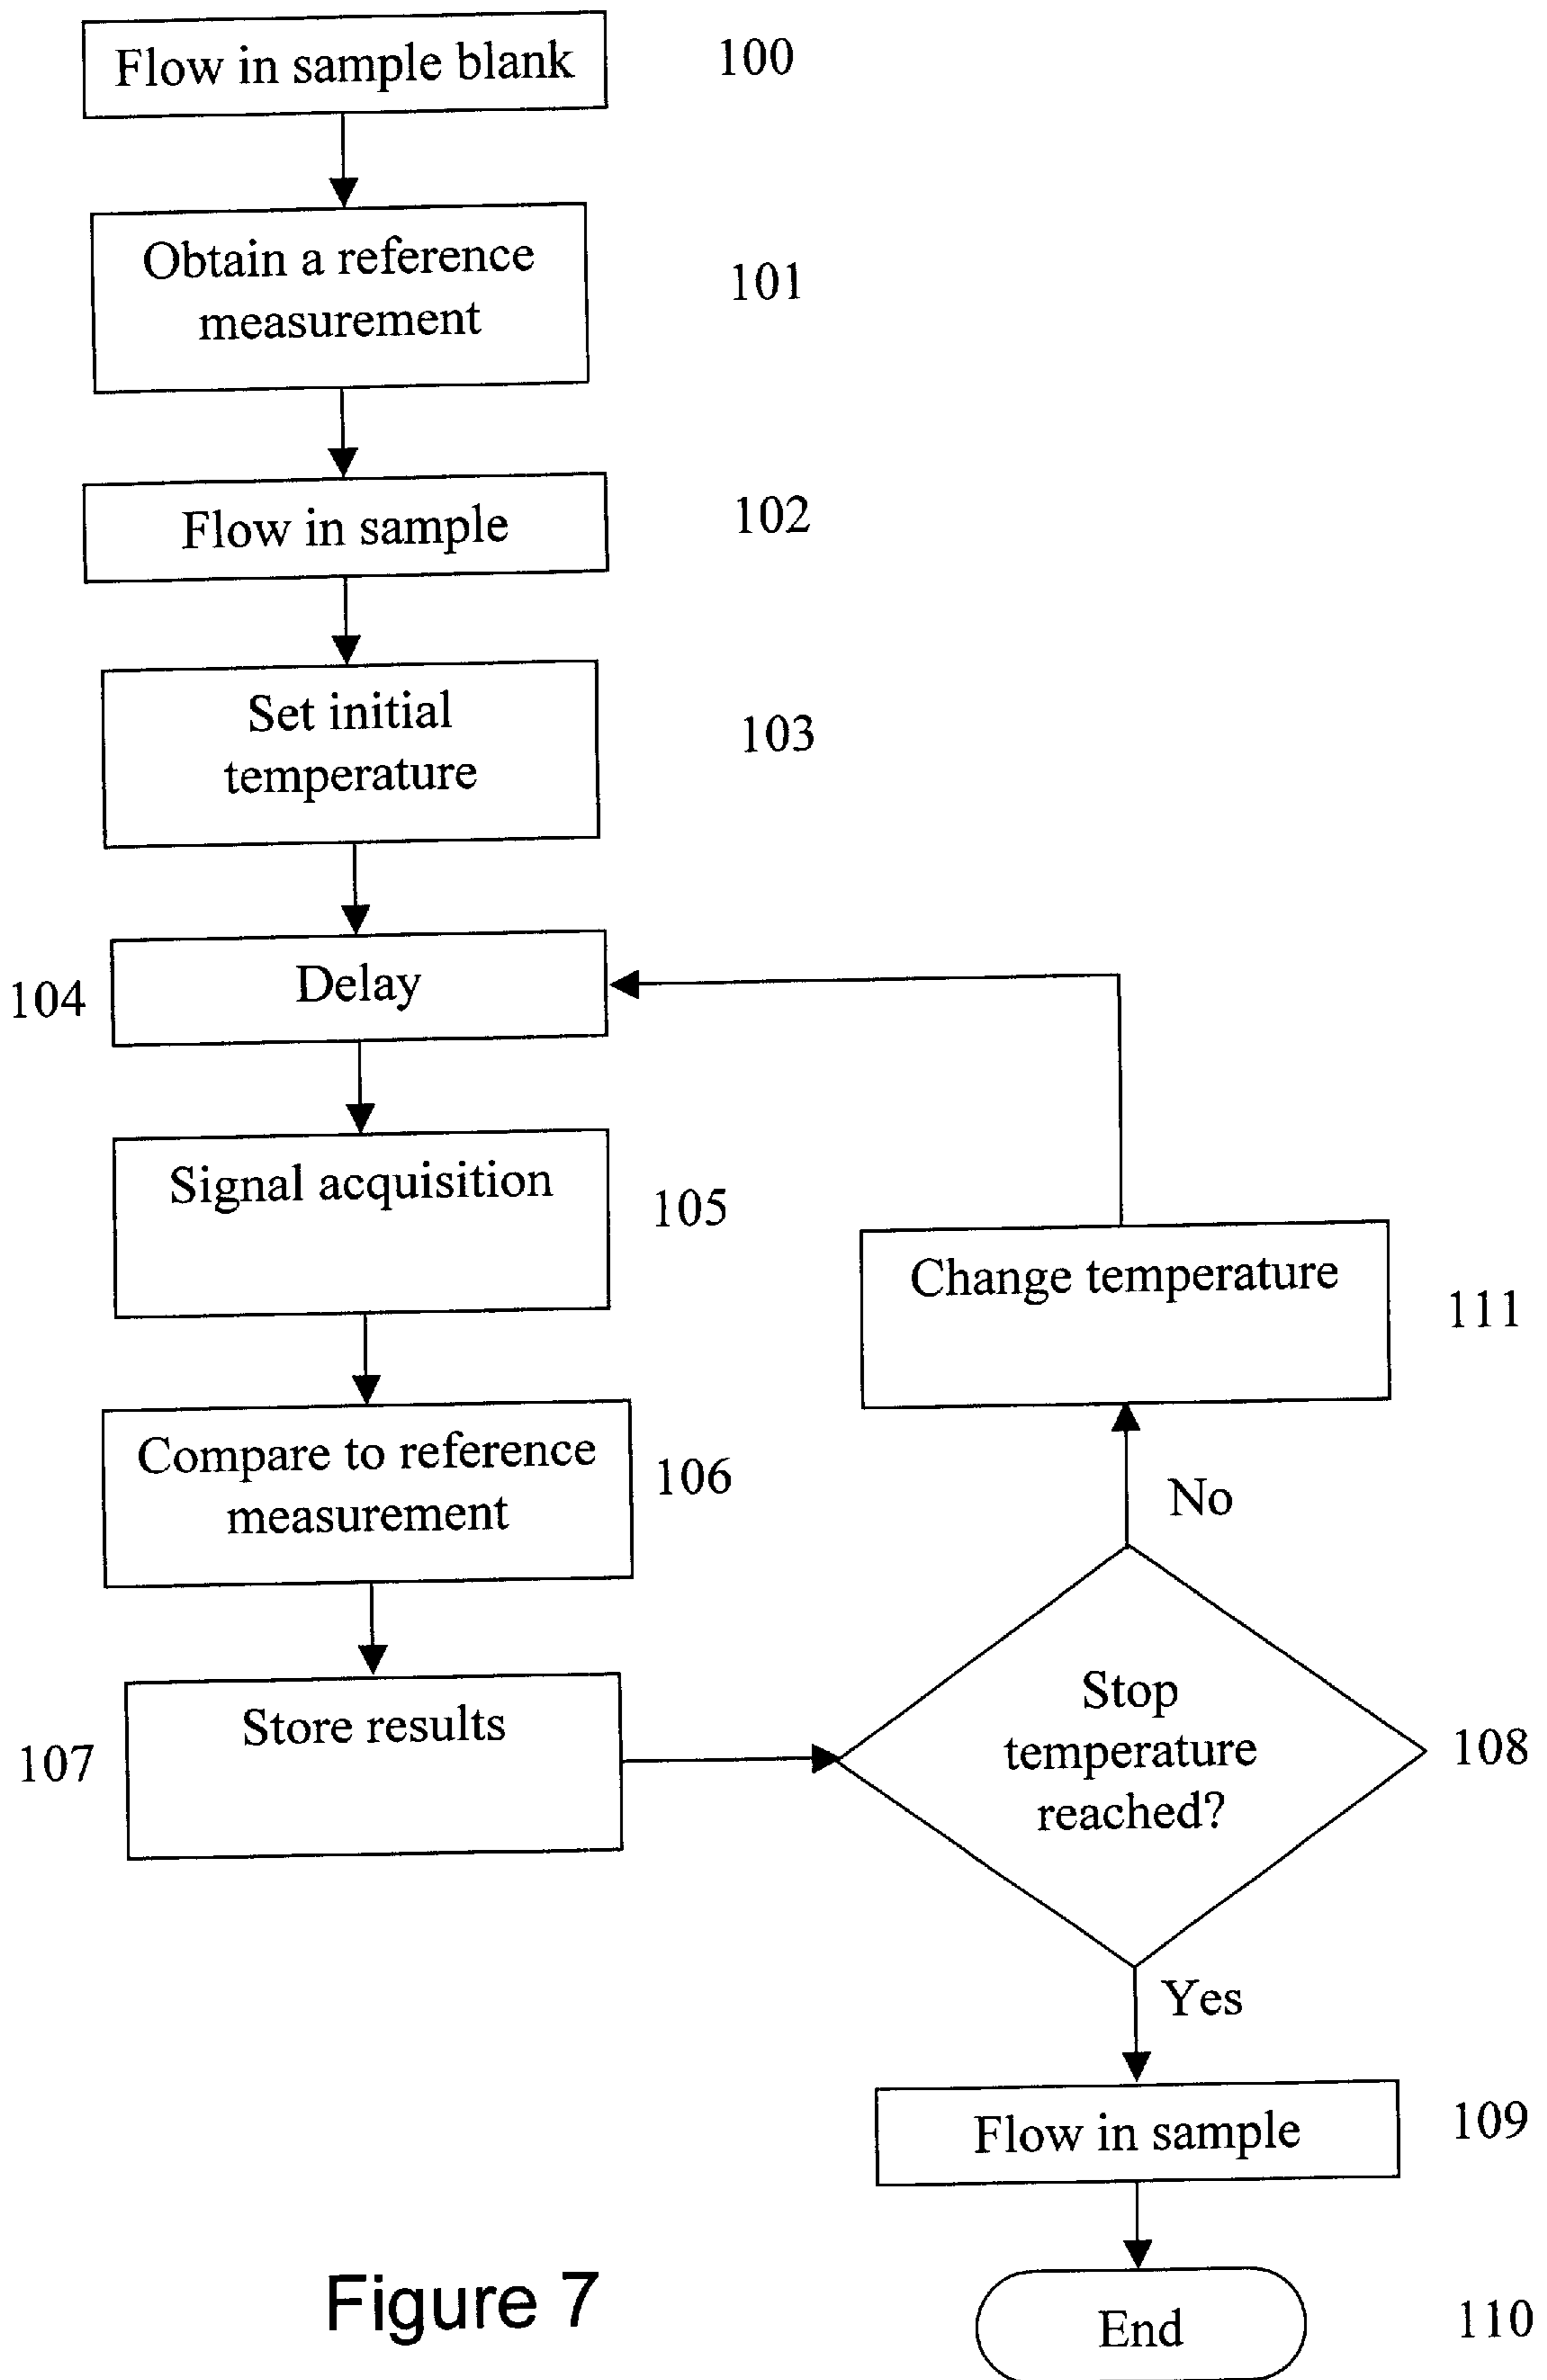 Flow in sample blank
100
Obtain a reference
measurement
101
Flow in sample
102
Set initial
temperature
103
Delay
104
Signal acquisition
105
Compare to reference
measurement
106
Store results
107
Stop
temperature
reached?
108
No
Change temperature
111
Yes
Flow in sample
109
End
110
Figure 7